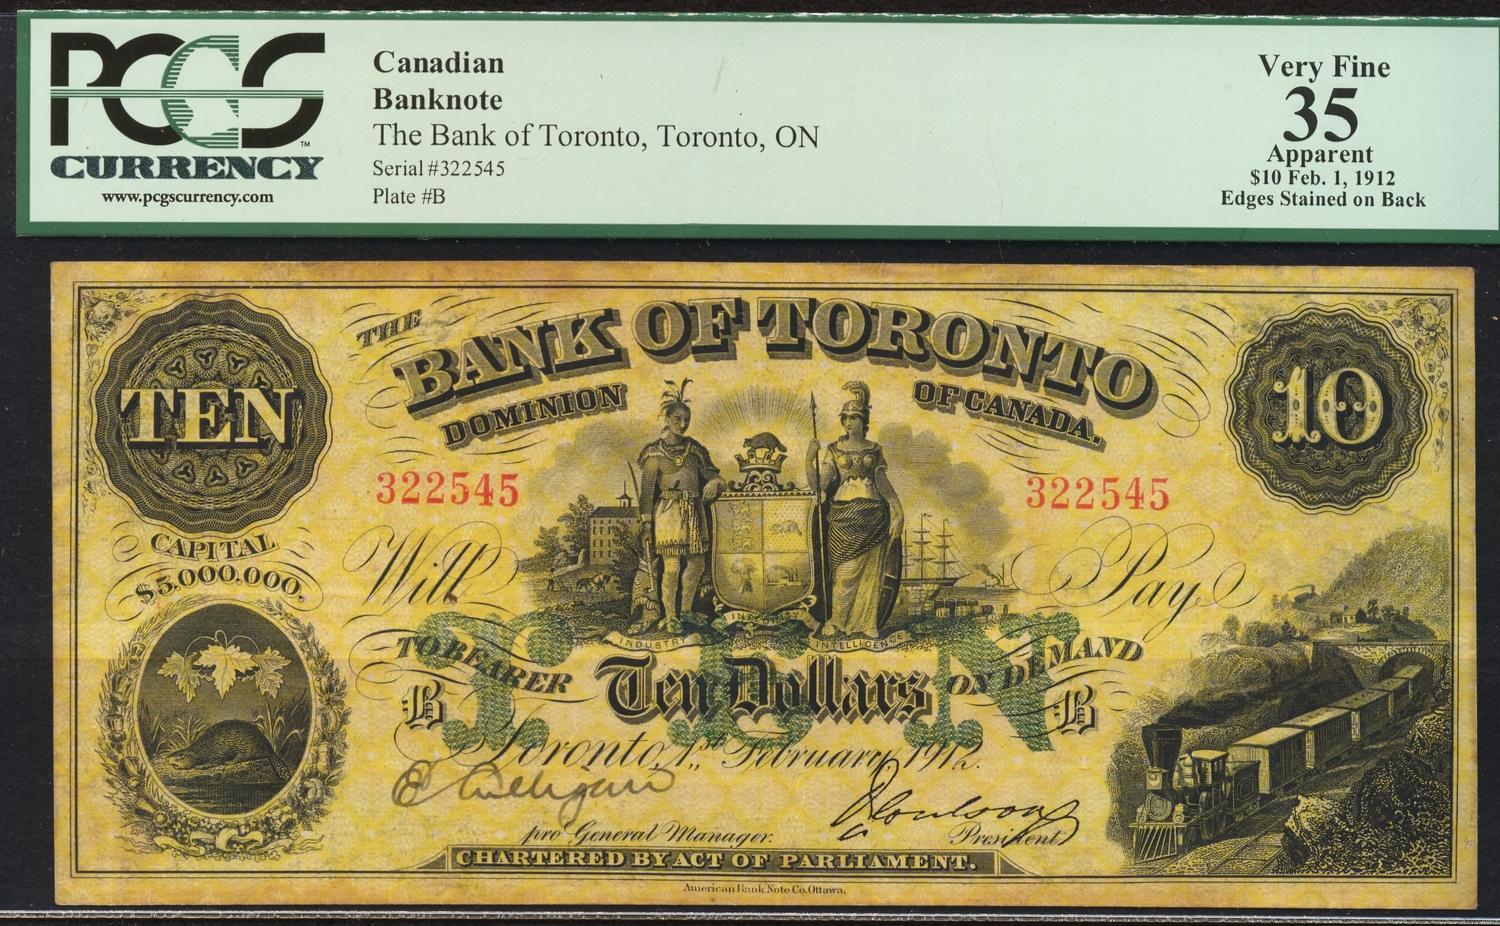 PCGS
CURRENCY
TM
www.pcgscurrency.com
Canadian
Banknote
The Bank of Toronto, Toronto, ON
Serial #322545
Plate #B
Very Fine
35
Apparent
$10 Feb. 1, 1912
Edges Stained on Back
THE
BANK OF TORONTO
DOMINION OF CANADA.
TEN
10
322545 322545
CAPITAL
$5.000.000.
Will Pay
INDUSTRY INTELLIGENCE
TEN
TO BEARER Ten Dollars ON DEMAND
B B
Toronto, 1st February 1912.
pro General Manager. President
CHARTERED BY ACT OF PARLIAMENT.
American Bank Note Co. Ottawa.